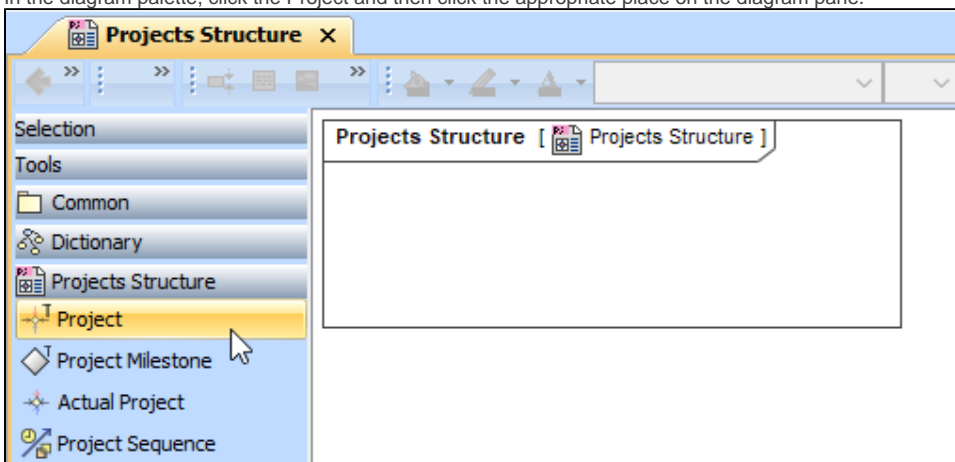 In the diagram palette, click the Project and then click the appropriate place on the diagram pane.
Projects Structure
Selection
Tools
Common
Dictionary
Projects Structure
Project
Project Milestone
Actual Project
Project Sequence
Projects Structure [ Projects Structure ]